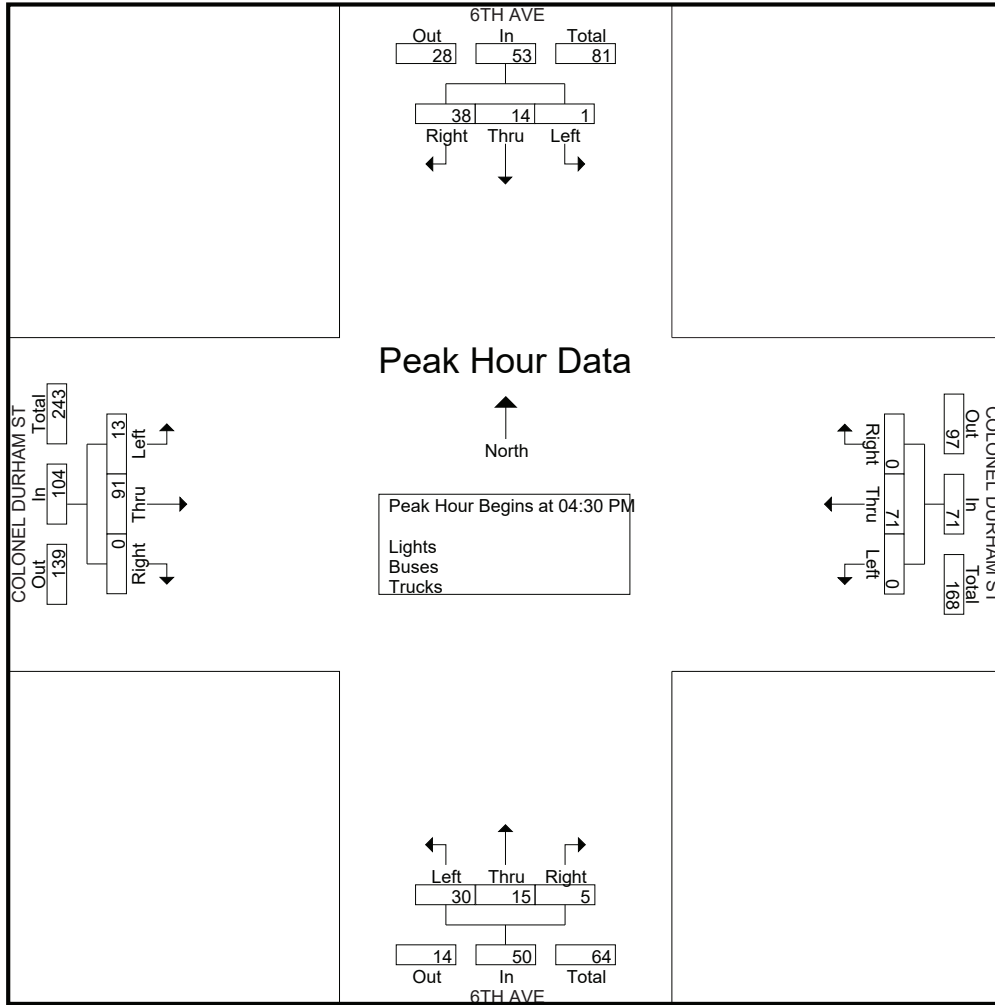 6TH AVE
Out In Total
28 53 81
38 14 1
Right Thru Left
Peak Hour Data
North
Peak Hour Begins at 04:30 PM
Lights
Buses
Trucks
COLONEL DURHAM ST
Out In Total
139 104 243
13 91 0
Left Thru Right
COLONEL DURHAM ST
Out In Total
97 71 168
0 71 0
Right Thru Left
Left Thru Right
30 15 5
14 50 64
Out In Total
6TH AVE